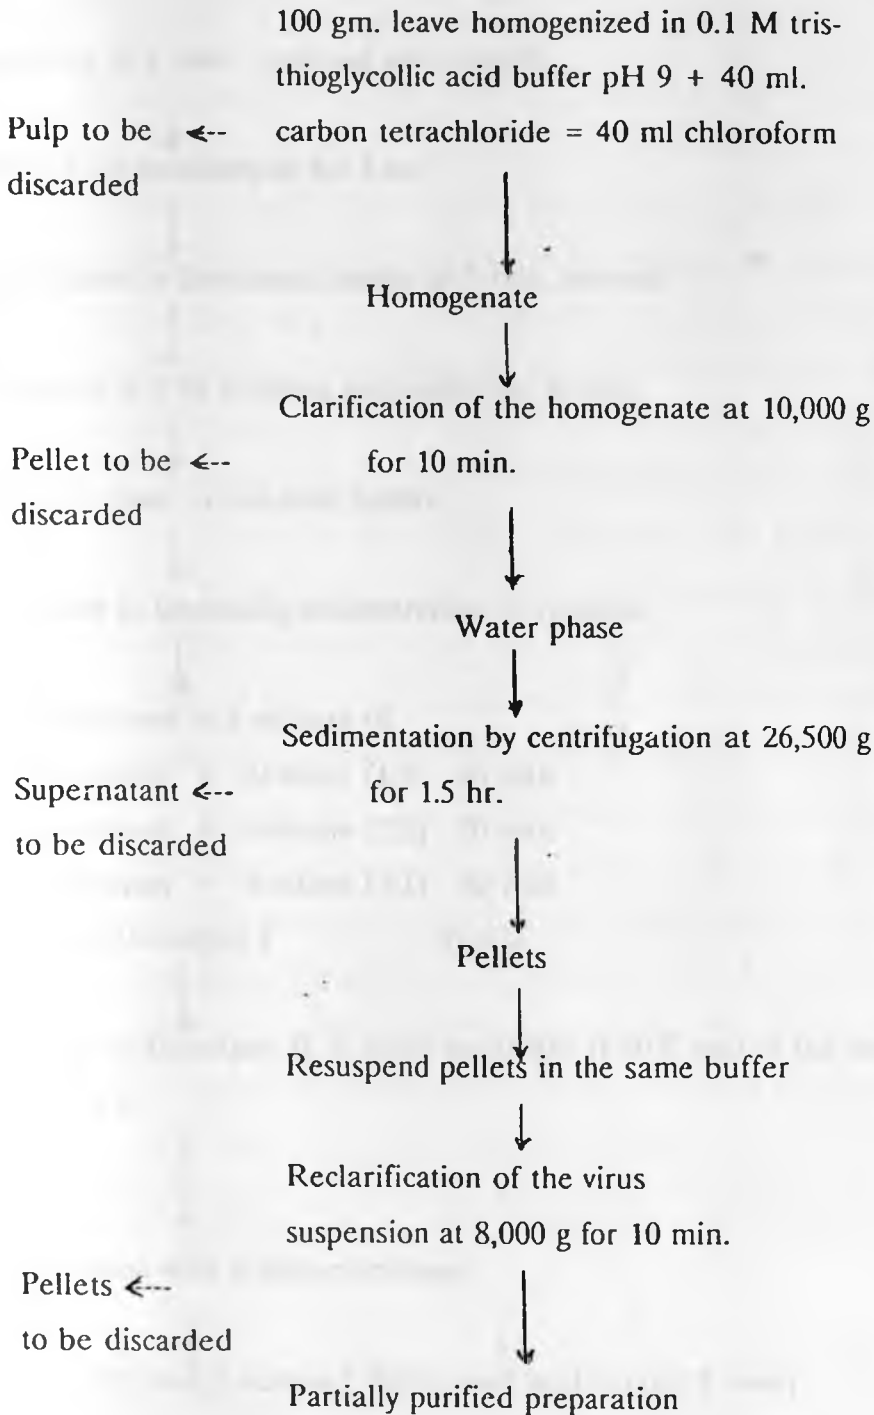 100 gm. leave homogenized in 0.1 M tris-
thioglycollic acid buffer pH 9 + 40 ml.
carbon tetrachloride = 40 ml chloroform
Pulp to be <--
discarded
Homogenate
Clarification of the homogenate at 10,000 g
for 10 min.
Pellet to be <--
discarded
Water phase
Sedimentation by centrifugation at 26,500 g
for 1.5 hr.
Supernatant <--
to be discarded
Pellets
Resuspend pellets in the same buffer
Reclarification of the virus
suspension at 8,000 g for 10 min.
Pellets <---
to be discarded
Partially purified preparation